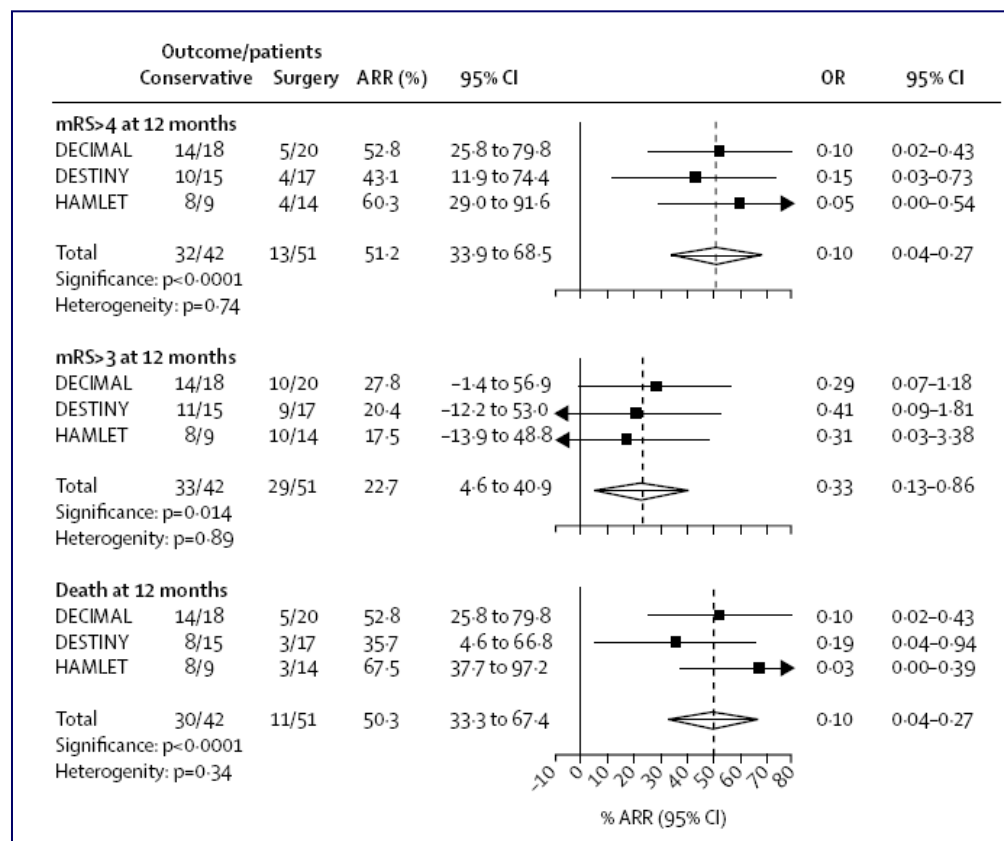 Outcome/patients
Conservative Surgery ARR (%) 95% CI OR 95% CI
mRS>4 at 12 months
DECIMAL 14/18 5/20 52·8 25·8 to 79·8 0·10 0·02–0·43
DESTINY 10/15 4/17 43·1 11·9 to 74·4 0·15 0·03–0·73
HAMLET 8/9 4/14 60·3 29·0 to 91·6 0·05 0·00–0·54
Total 32/42 13/51 51·2 33·9 to 68·5 0·10 0·04–0·27
Significance: p<0·0001
Heterogeneity: p=0·74
mRS>3 at 12 months
DECIMAL 14/18 10/20 27·8 –1·4 to 56·9 0·29 0·07–1·18
DESTINY 11/15 9/17 20·4 –12·2 to 53·0 0·41 0·09–1·81
HAMLET 8/9 10/14 17·5 –13·9 to 48·8 0·31 0·03–3·38
Total 33/42 29/51 22·7 4·6 to 40·9 0·33 0·13–0·86
Significance: p=0·014
Heterogenity: p=0·89
Death at 12 months
DECIMAL 14/18 5/20 52·8 25·8 to 79·8 0·10 0·02–0·43
DESTINY 8/15 3/17 35·7 4·6 to 66·8 0·19 0·04–0·94
HAMLET 8/9 3/14 67·5 37·7 to 97·2 0·03 0·00–0·39
Total 30/42 11/51 50·3 33·3 to 67·4 0·10 0·04–0·27
Significance: p<0·0001
Heterogenity: p=0·34
–10 0 10 20 30 40 50 60 70 80
% ARR (95% CI)